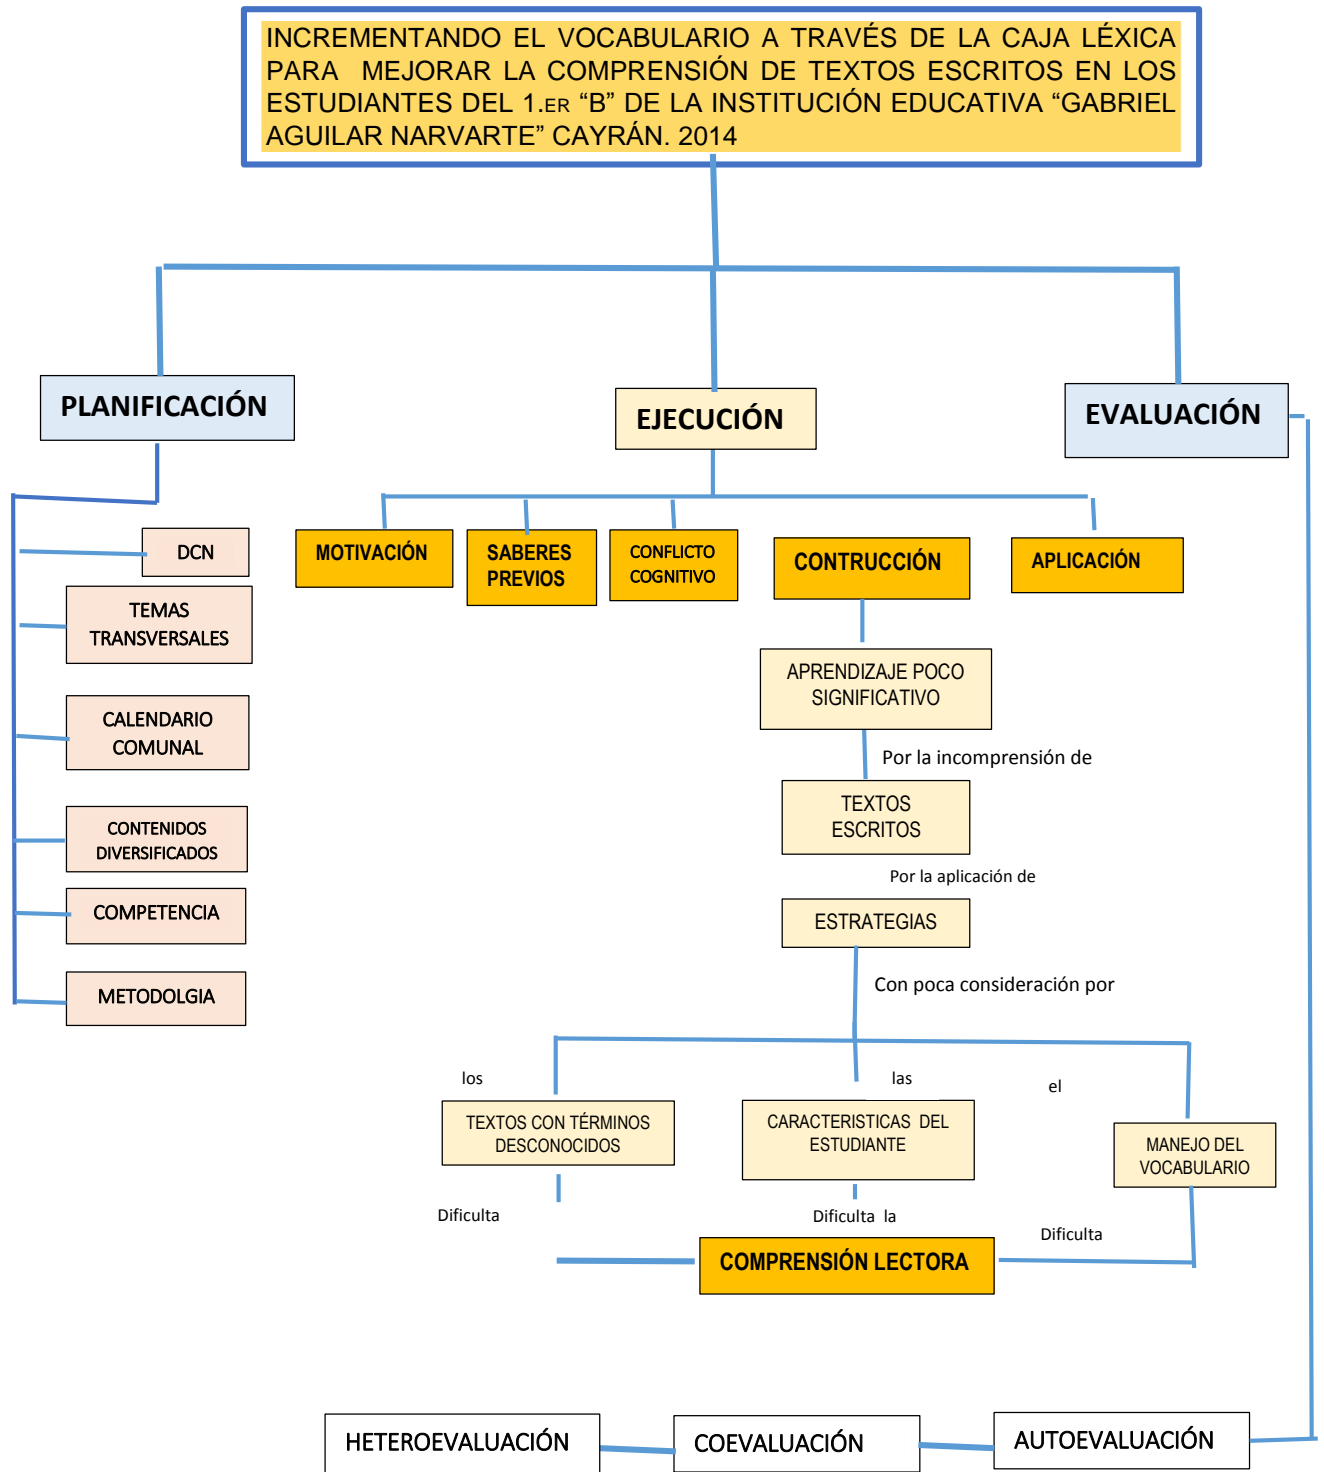 INCREMENTANDO EL VOCABULARIO A TRAVÉS DE LA CAJA LÉXICA
PARA MEJORAR LA COMPRENSIÓN DE TEXTOS ESCRITOS EN LOS
ESTUDIANTES DEL 1.ER “B” DE LA INSTITUCIÓN EDUCATIVA “GABRIEL
AGUILAR NARVARTE” CAYRÁN. 2014
PLANIFICACIÓN
EJECUCIÓN
EVALUACIÓN
DCN
TEMAS
TRANSVERSALES
CALENDARIO
COMUNAL
CONTENIDOS
DIVERSIFICADOS
COMPETENCIA
METODOLGIA
MOTIVACIÓN
SABERES
PREVIOS
CONFLICTO
COGNITIVO
CONTRUCCIÓN
APLICACIÓN
APRENDIZAJE POCO
SIGNIFICATIVO
Por la incomprensión de
TEXTOS
ESCRITOS
Por la aplicación de
ESTRATEGIAS
Con poca consideración por
los
las
el
TEXTOS CON TÉRMINOS
DESCONOCIDOS
CARACTERISTICAS DEL
ESTUDIANTE
MANEJO DEL
VOCABULARIO
Dificulta
Dificulta la
Dificulta
COMPRENSIÓN LECTORA
HETEROEVALUACIÓN
COEVALUACIÓN
AUTOEVALUACIÓN